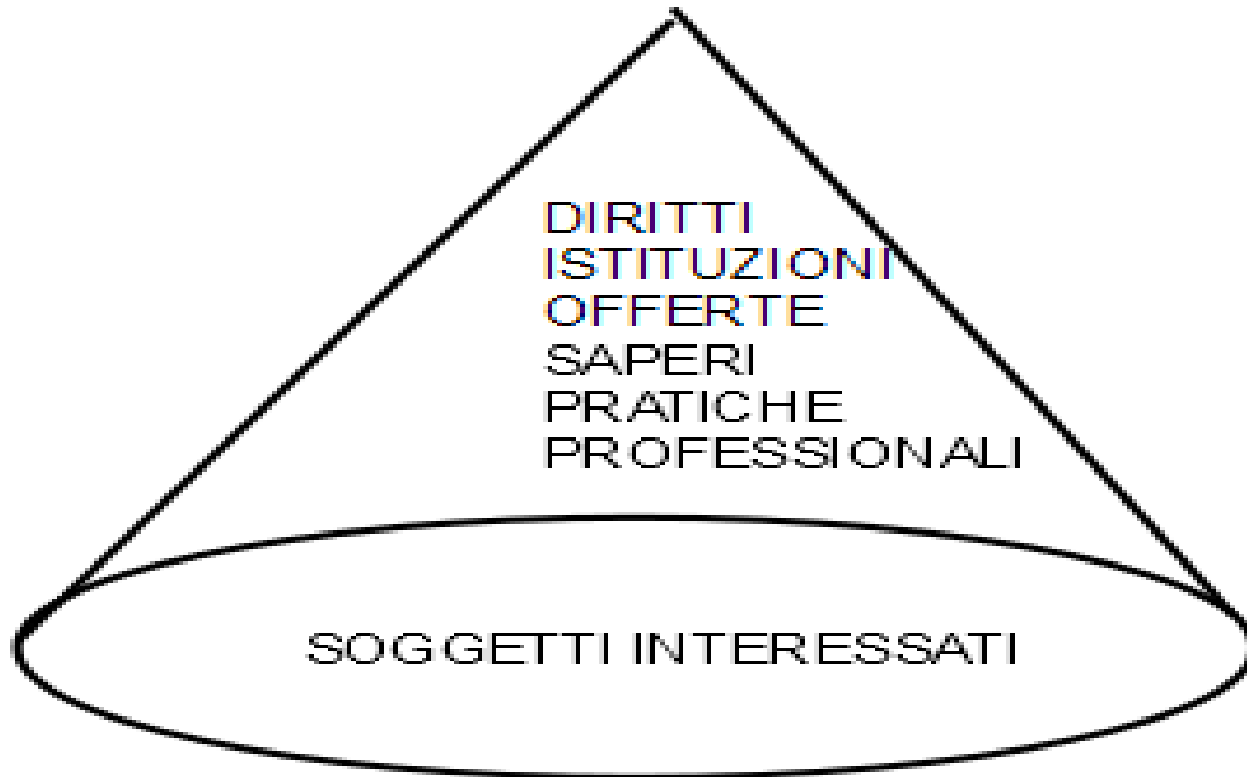 DIRITTI
ISTITUZIONI
OFFERTE
SAPERI
PRATICHE
PROFESSIONALI
SOGGETTI INTERESSATI